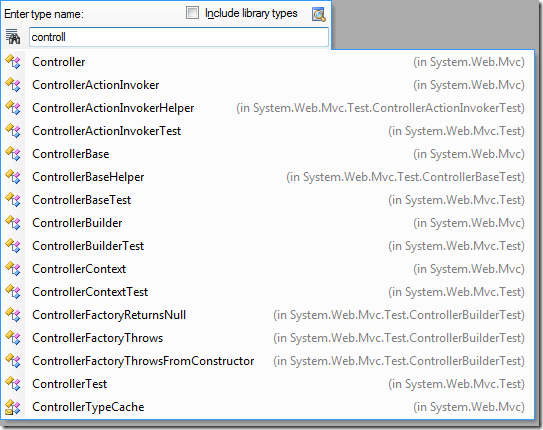 Enter type name: Include library types
controll
Controller (in System.Web.Mvc)
ControllerActionInvoker (in System.Web.Mvc)
ControllerActionInvokerHelper (in System.Web.Mvc.Test.ControllerActionInvokerTest)
ControllerActionInvokerTest (in System.Web.Mvc.Test)
ControllerBase (in System.Web.Mvc)
ControllerBaseHelper (in System.Web.Mvc.Test.ControllerBaseTest)
ControllerBaseTest (in System.Web.Mvc.Test)
ControllerBuilder (in System.Web.Mvc)
ControllerBuilderTest (in System.Web.Mvc.Test)
ControllerContext (in System.Web.Mvc)
ControllerContextTest (in System.Web.Mvc.Test)
ControllerFactoryReturnsNull (in System.Web.Mvc.Test.ControllerBuilderTest)
ControllerFactoryThrows (in System.Web.Mvc.Test.ControllerBuilderTest)
ControllerFactoryThrowsFromConstructor (in System.Web.Mvc.Test.ControllerBuilderTest)
ControllerTest (in System.Web.Mvc.Test)
ControllerTypeCache (in System.Web.Mvc)